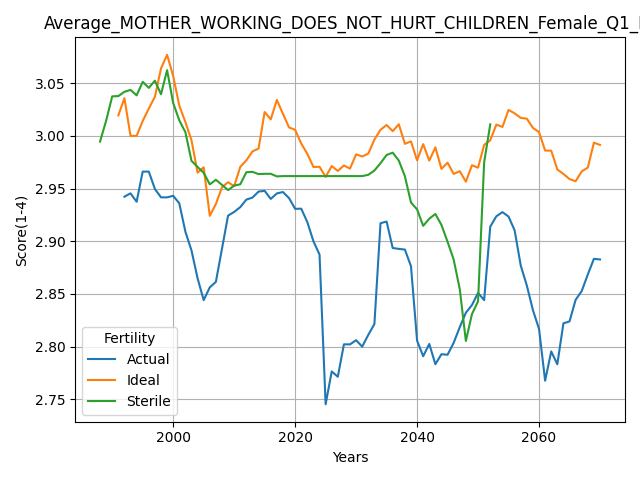 Average_MOTHER_WORKING_DOES_NOT_HURT_CHILDREN_Female_Q1_
3.05
3.00
2.95
2.90
2.85
2.80
2.75
Score(1-4)
Fertility
Actual
Ideal
Sterile
2000 2020 2040 2060
Years